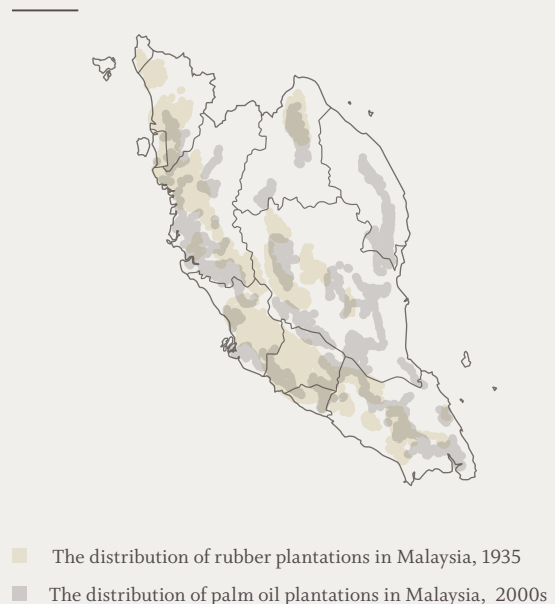 The distribution of rubber plantations in Malaysia, 1935
The distribution of palm oil plantations in Malaysia, 2000s